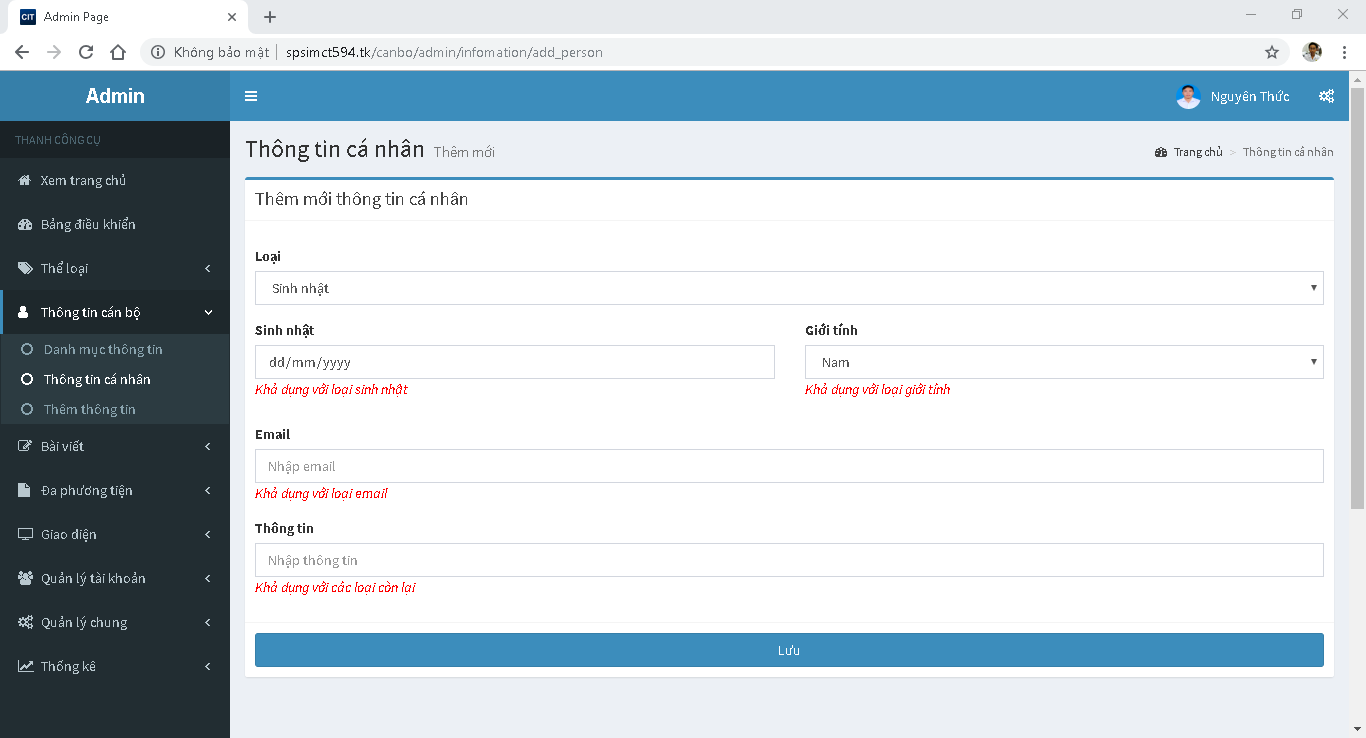 CIT Admin Page
Không bảo mật spsimct594.tk/canbo/admin/infomation/add_person
Admin
Nguyên Thức
THANH CÔNG CỤ
Xem trang chủ
Bảng điều khiển
Thể loại
Thông tin cán bộ
Danh mục thông tin
Thông tin cá nhân
Thêm thông tin
Bài viết
Đa phương tiện
Giao diện
Quản lý tài khoản
Quản lý chung
Thống kê
Thông tin cá nhân Thêm mới
Trang chủ > Thông tin cá nhân
Thêm mới thông tin cá nhân
Loại
Sinh nhật
Sinh nhật
dd/mm/yyyy
Khả dụng với loại sinh nhật
Giới tính
Nam
Khả dụng với loại giới tính
Email
Nhập email
Khả dụng với loại email
Thông tin
Nhập thông tin
Khả dụng với các loại còn lại
Lưu